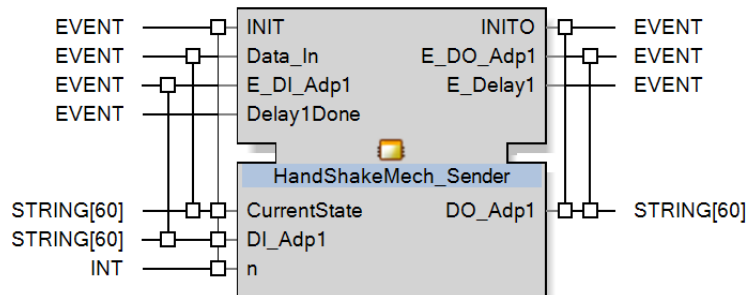 EVENT INIT INITO EVENT
EVENT Data_In E_DO_Adp1 EVENT
EVENT E_DI_Adp1 E_Delay1 EVENT
EVENT Delay1Done
HandShakeMech_Sender
STRING[60] CurrentState DO_Adp1 STRING[60]
STRING[60] DI_Adp1
INT n